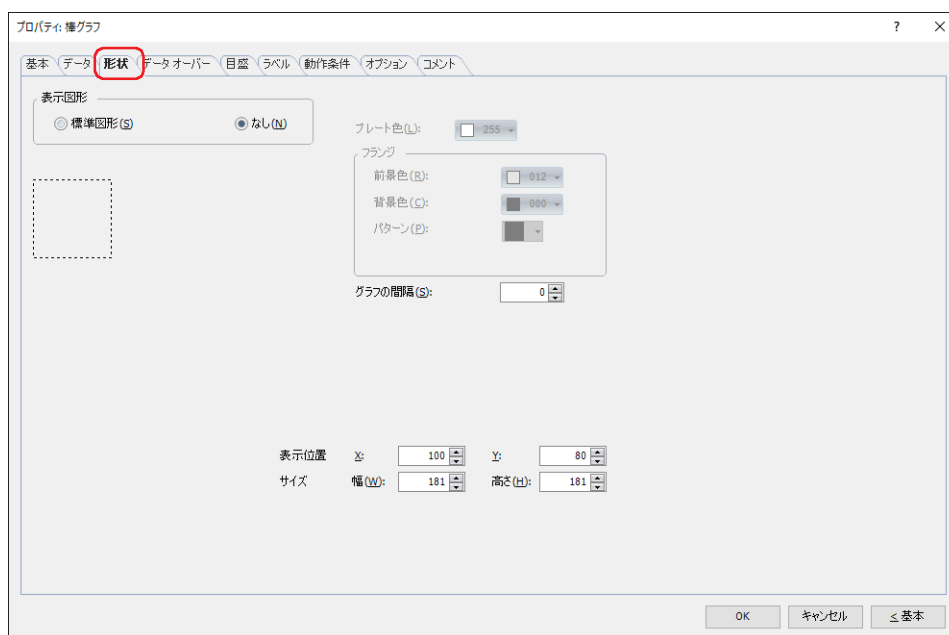 プロパティ: 棒グラフ ? ×
基本 データ 形状 データ オーバー 目盛 ラベル 動作条件 オプション コメント
表示図形
標準図形(S) なし(N)
プレート色(L): 255
フランジ
前景色(R): 012
背景色(C): 000
パターン(P):
グラフの間隔(S): 0
表示位置 X: 100 Y: 80
サイズ 幅(W): 181 高さ(H): 181
OK キャンセル < 基本